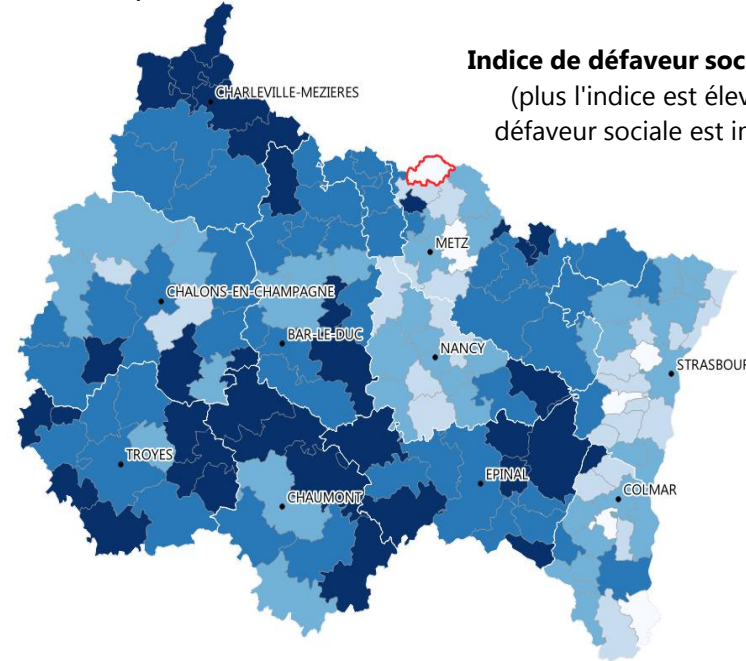 Indice de défaveur soc
(plus l'indice est élev
défaveur sociale est in
CHARLEVILLE-MEZIERES
METZ
CHALONS-EN-CHAMPAGNE
BAR-LE-DUC
NANCY
STRASBOUR
TROYES
EPINAL
CHAUMONT
COLMAR